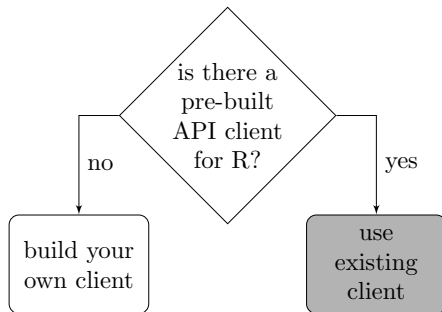 is there a
pre-built
API client
for R?
no
yes
build your
own client
use
existing
client